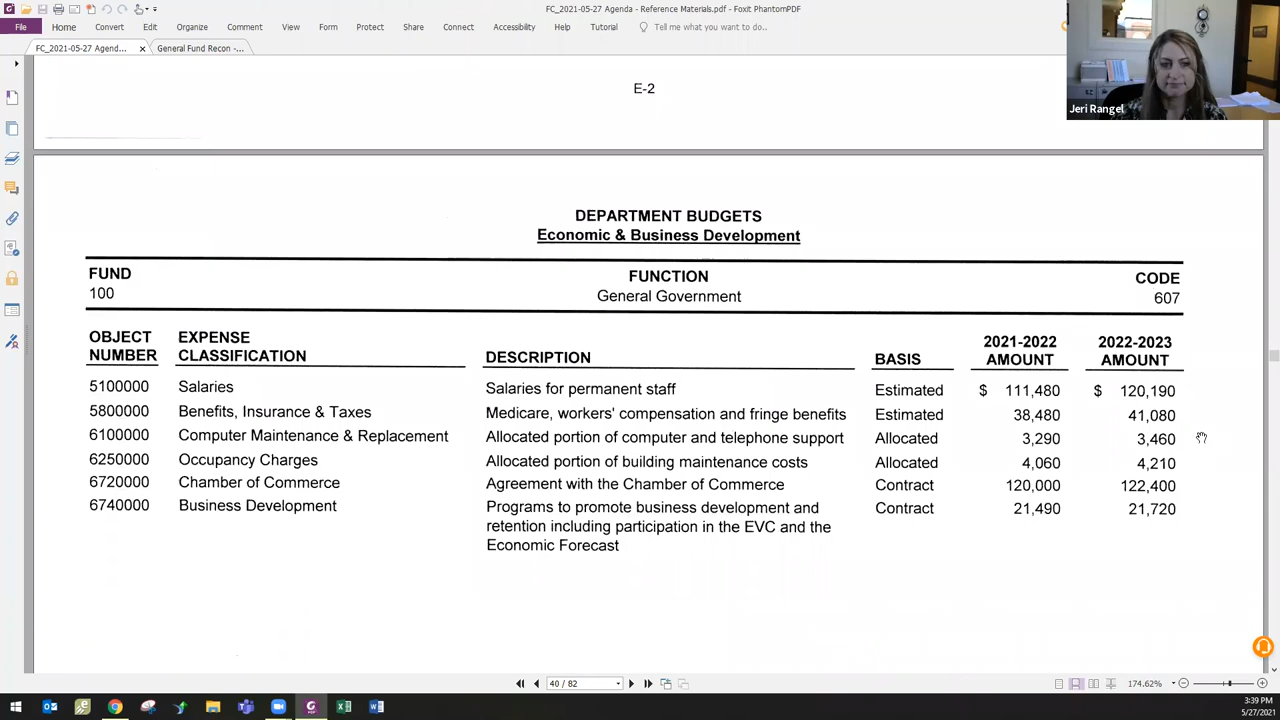 FC_2021-05-27 Agenda - Reference Materials.pdf - Foxit PhantomPDF
File Home Convert Edit Organize Comment View Form Protect Share Connect Accessibility Help Tutorial Tell me what you want to do...
FC_2021-05-27 Agend... General Fund Recon -...
Jeri Rangel
E-2
DEPARTMENT BUDGETS
Economic & Business Development
FUND FUNCTION CODE
100 General Government 607
OBJECT EXPENSE 2021-2022 2022-2023
NUMBER CLASSIFICATION DESCRIPTION BASIS AMOUNT AMOUNT
5100000 Salaries Salaries for permanent staff Estimated $ 111,480 $ 120,190
5800000 Benefits, Insurance & Taxes Medicare, workers' compensation and fringe benefits Estimated 38,480 41,080
6100000 Computer Maintenance & Replacement Allocated portion of computer and telephone support Allocated 3,290 3,460
6250000 Occupancy Charges Allocated portion of building maintenance costs Allocated 4,060 4,210
6720000 Chamber of Commerce Agreement with the Chamber of Commerce Contract 120,000 122,400
6740000 Business Development Programs to promote business development and Contract 21,490 21,720
retention including participation in the EVC and the
Economic Forecast
40 / 82 174.62%
3:39 PM
5/27/2021